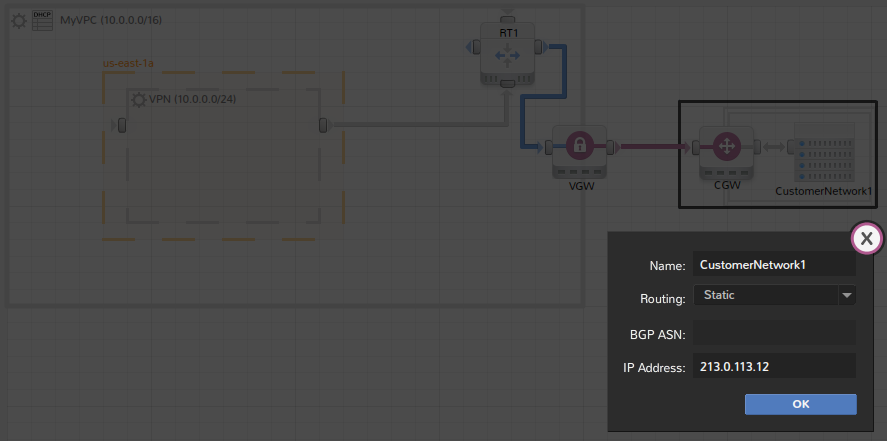 DHCP
MyVPC (10.0.0.0/16)
RT1
us-east-1a
VPN (10.0.0.0/24)
VGW
CGW
CustomerNetwork1
Name: CustomerNetwork1
Routing: Static
BGP ASN:
IP Address: 213.0.113.12
OK